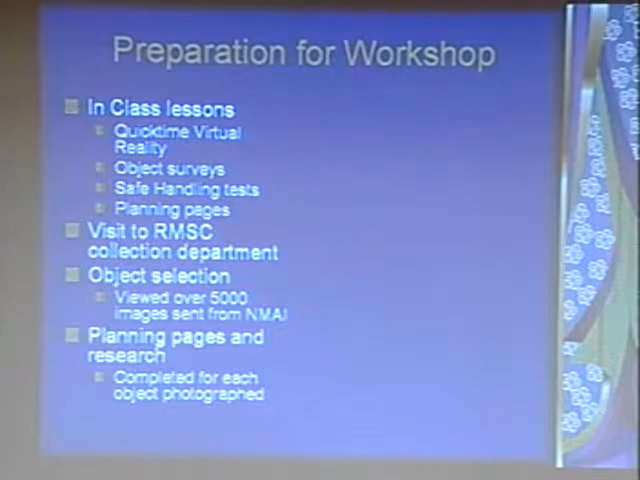 Preparation for Workshop
In Class lessons
Quicktime Virtual
Reality
Object surveys
Safe Handling tests
Planning pages
Visit to RMSC
collection department
Object selection
Viewed over 5000
images sent from NMAI
Planning pages and
research
Completed for each
object photographed